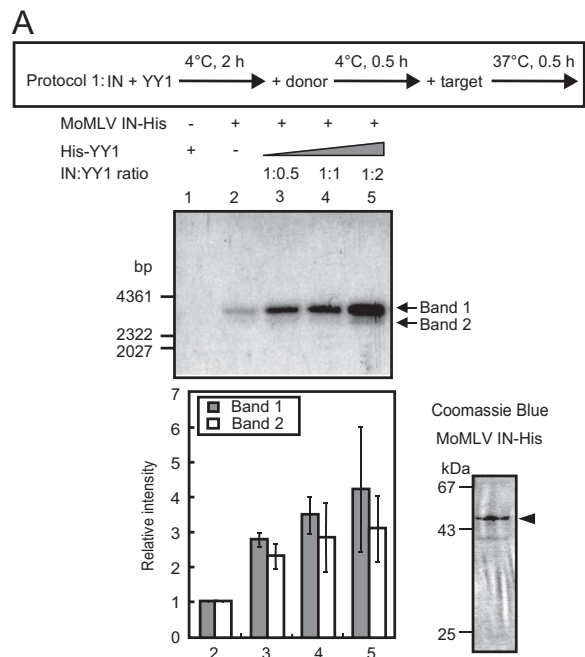 A
4°C, 2 h 4°C, 0.5 h 37°C, 0.5 h
Protocol 1: IN + YY1 + donor + target
MoMLV IN-His - + + + +
His-YY1 + -
IN:YY1 ratio 1:0.5 1:1 1:2
1 2 3 4 5
bp
4361
Band 1
Band 2
2322
2027
7
6
5
4
3
2
1
0
Relative intensity
Band 1
Band 2
2 3 4 5
Coomassie Blue
MoMLV IN-His
kDa
67
43
25